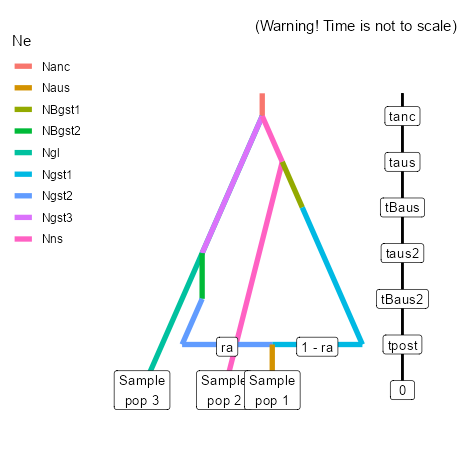 (Warning! Time is not to scale)
Ne
Nanc
Naus
NBgst1
NBgst2
Ngl
Ngst1
Ngst2
Ngst3
Nns
tanc
taus
tBaus
taus2
tBaus2
tpost
0
ra
1 - ra
Sample
pop 3
Sample
pop 2
Sample
pop 1